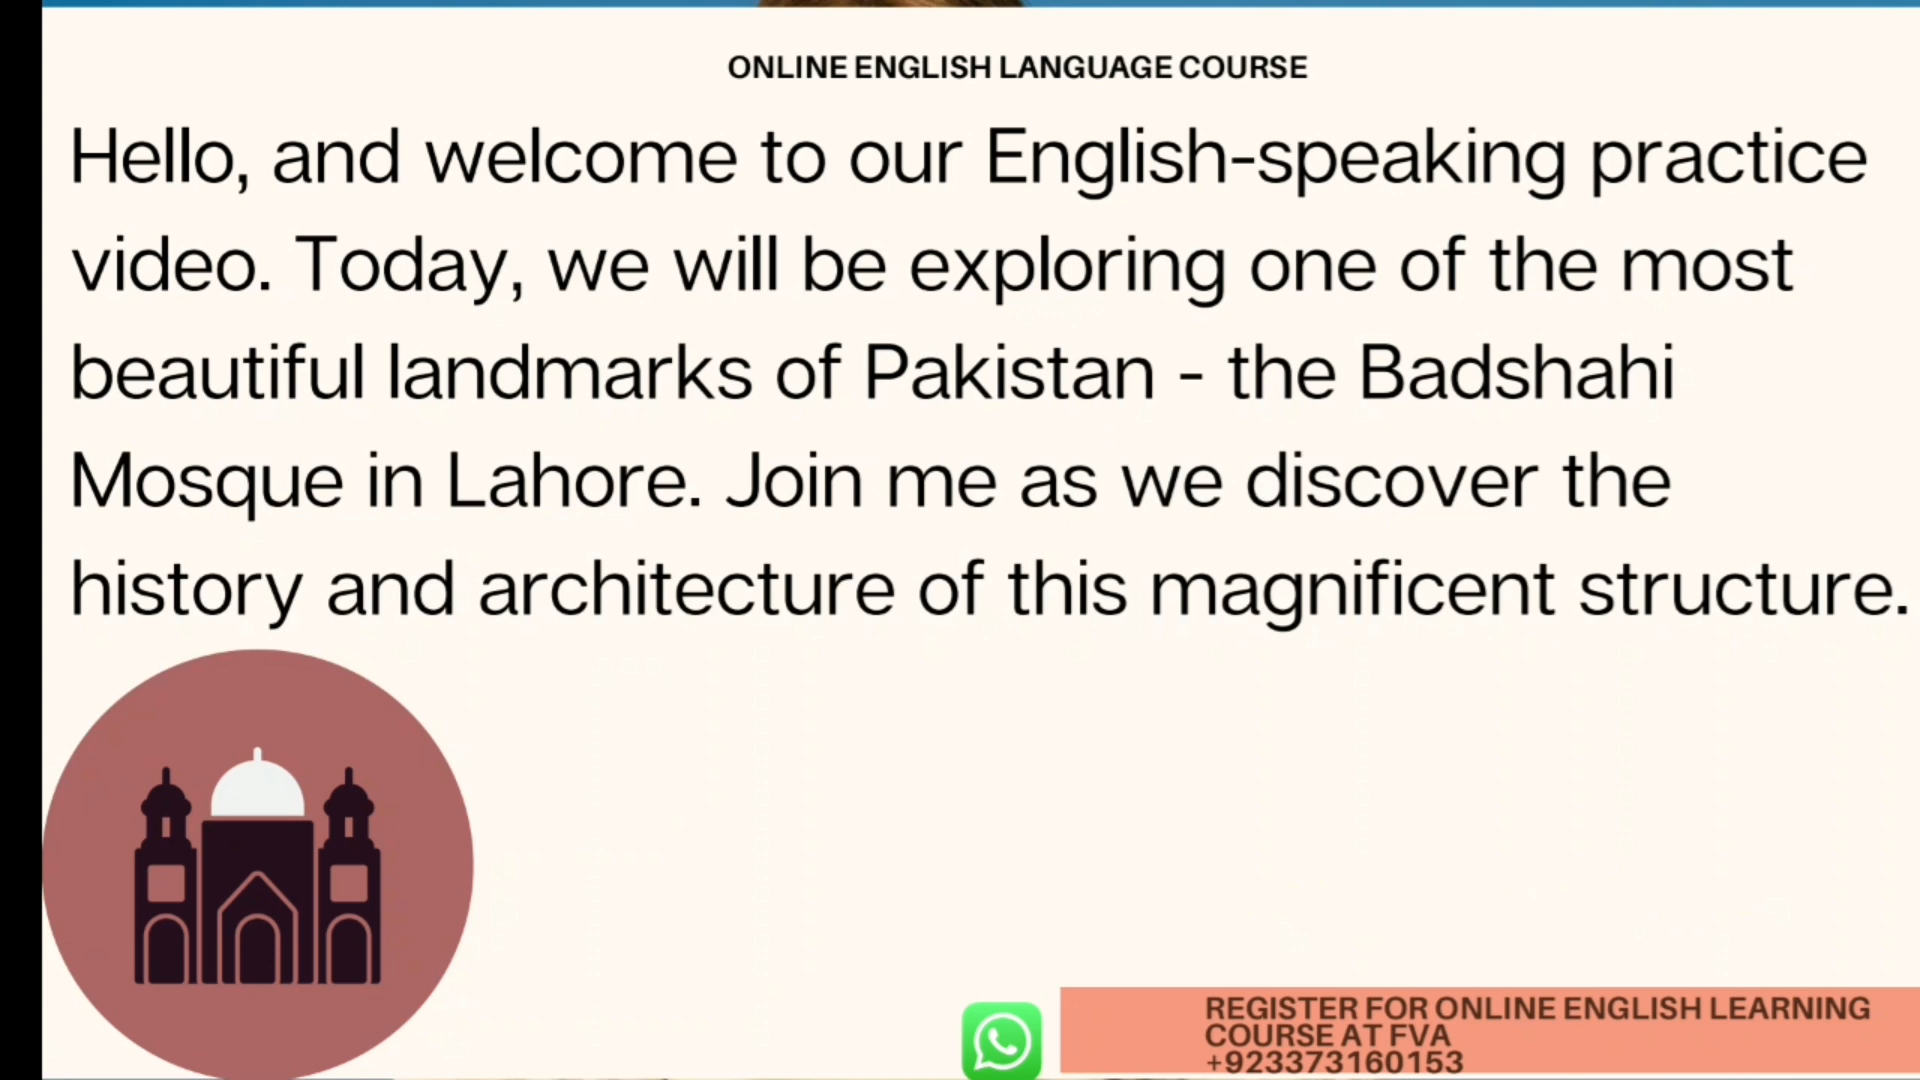 ONLINE ENGLISH LANGUAGE COURSE
Hello, and welcome to our English-speaking practice
video. Today, we will be exploring one of the most
beautiful landmarks of Pakistan - the Badshahi
Mosque in Lahore. Join me as we discover the
history and architecture of this magnificent structure.
REGISTER FOR ONLINE ENGLISH LEARNING
COURSE AT FVA
+923373160153